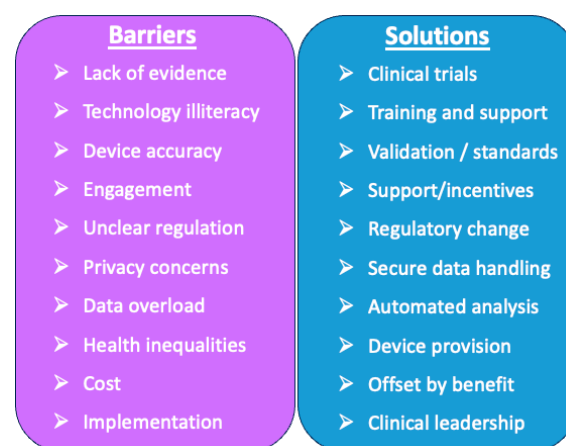 Barriers
Lack of evidence
Technology illiteracy
Device accuracy
Engagement
Unclear regulation
Privacy concerns
Data overload
Health inequalities
Cost
Implementation
Solutions
Clinical trials
Training and support
Validation / standards
Support/incentives
Regulatory change
Secure data handling
Automated analysis
Device provision
Offset by benefit
Clinical leadership